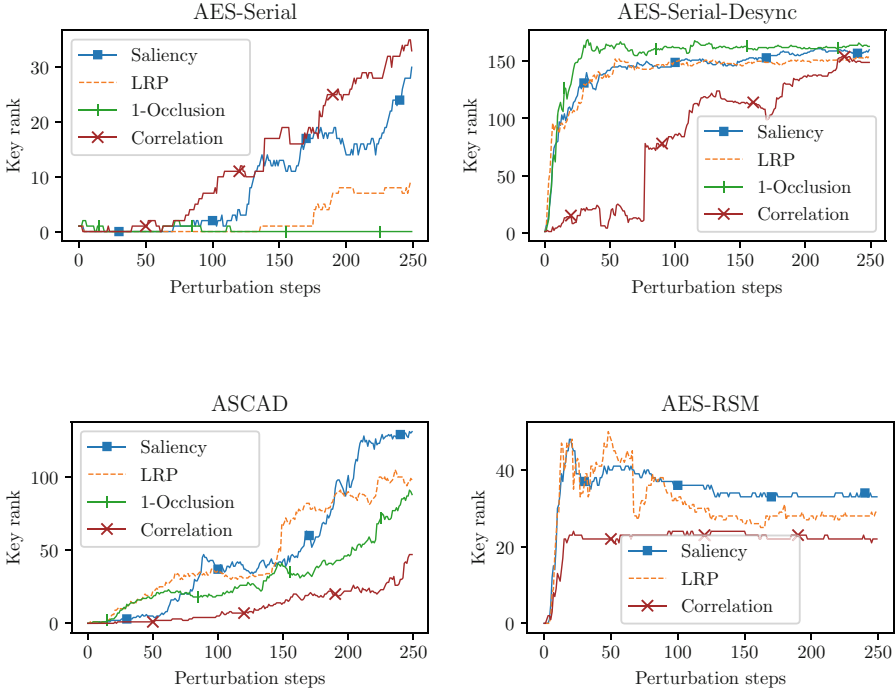 AES-Serial
Key rank
30
20
10
0
Saliency
LRP
1-Occlusion
Correlation
0 50 100 150 200 250
Perturbation steps
AES-Serial-Desync
Key rank
150
100
50
0
Saliency
LRP
1-Occlusion
Correlation
0 50 100 150 200 250
Perturbation steps
ASCAD
Key rank
100
50
0
Saliency
LRP
1-Occlusion
Correlation
0 50 100 150 200 250
Perturbation steps
AES-RSM
Key rank
40
20
0
Saliency
LRP
Correlation
0 50 100 150 200 250
Perturbation steps